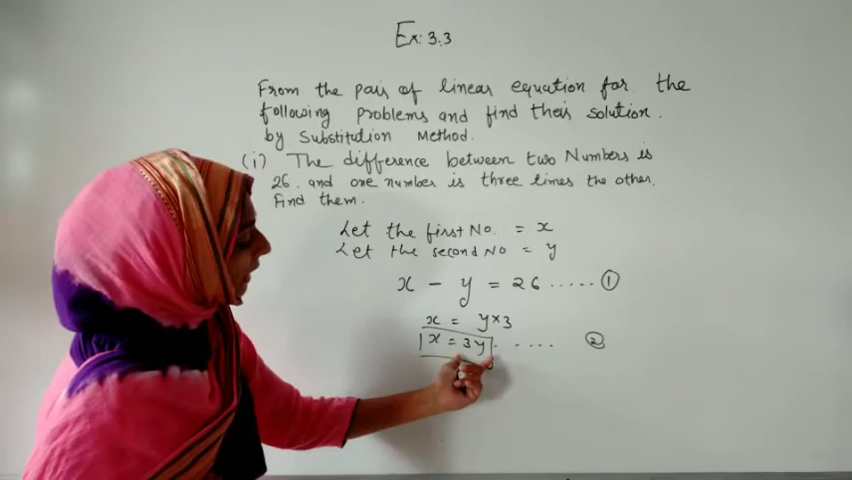 Ex: 3.3
From the pair of linear equation for the
following problems and find their solution.
by Substitution Method.
(i) The difference between two Numbers is
26. and one number is three times the other.
Find them.
Let the first No. = x
Let the second No = y
x - y = 26 ..... ①
x = y×3
x = 3y . .... ②